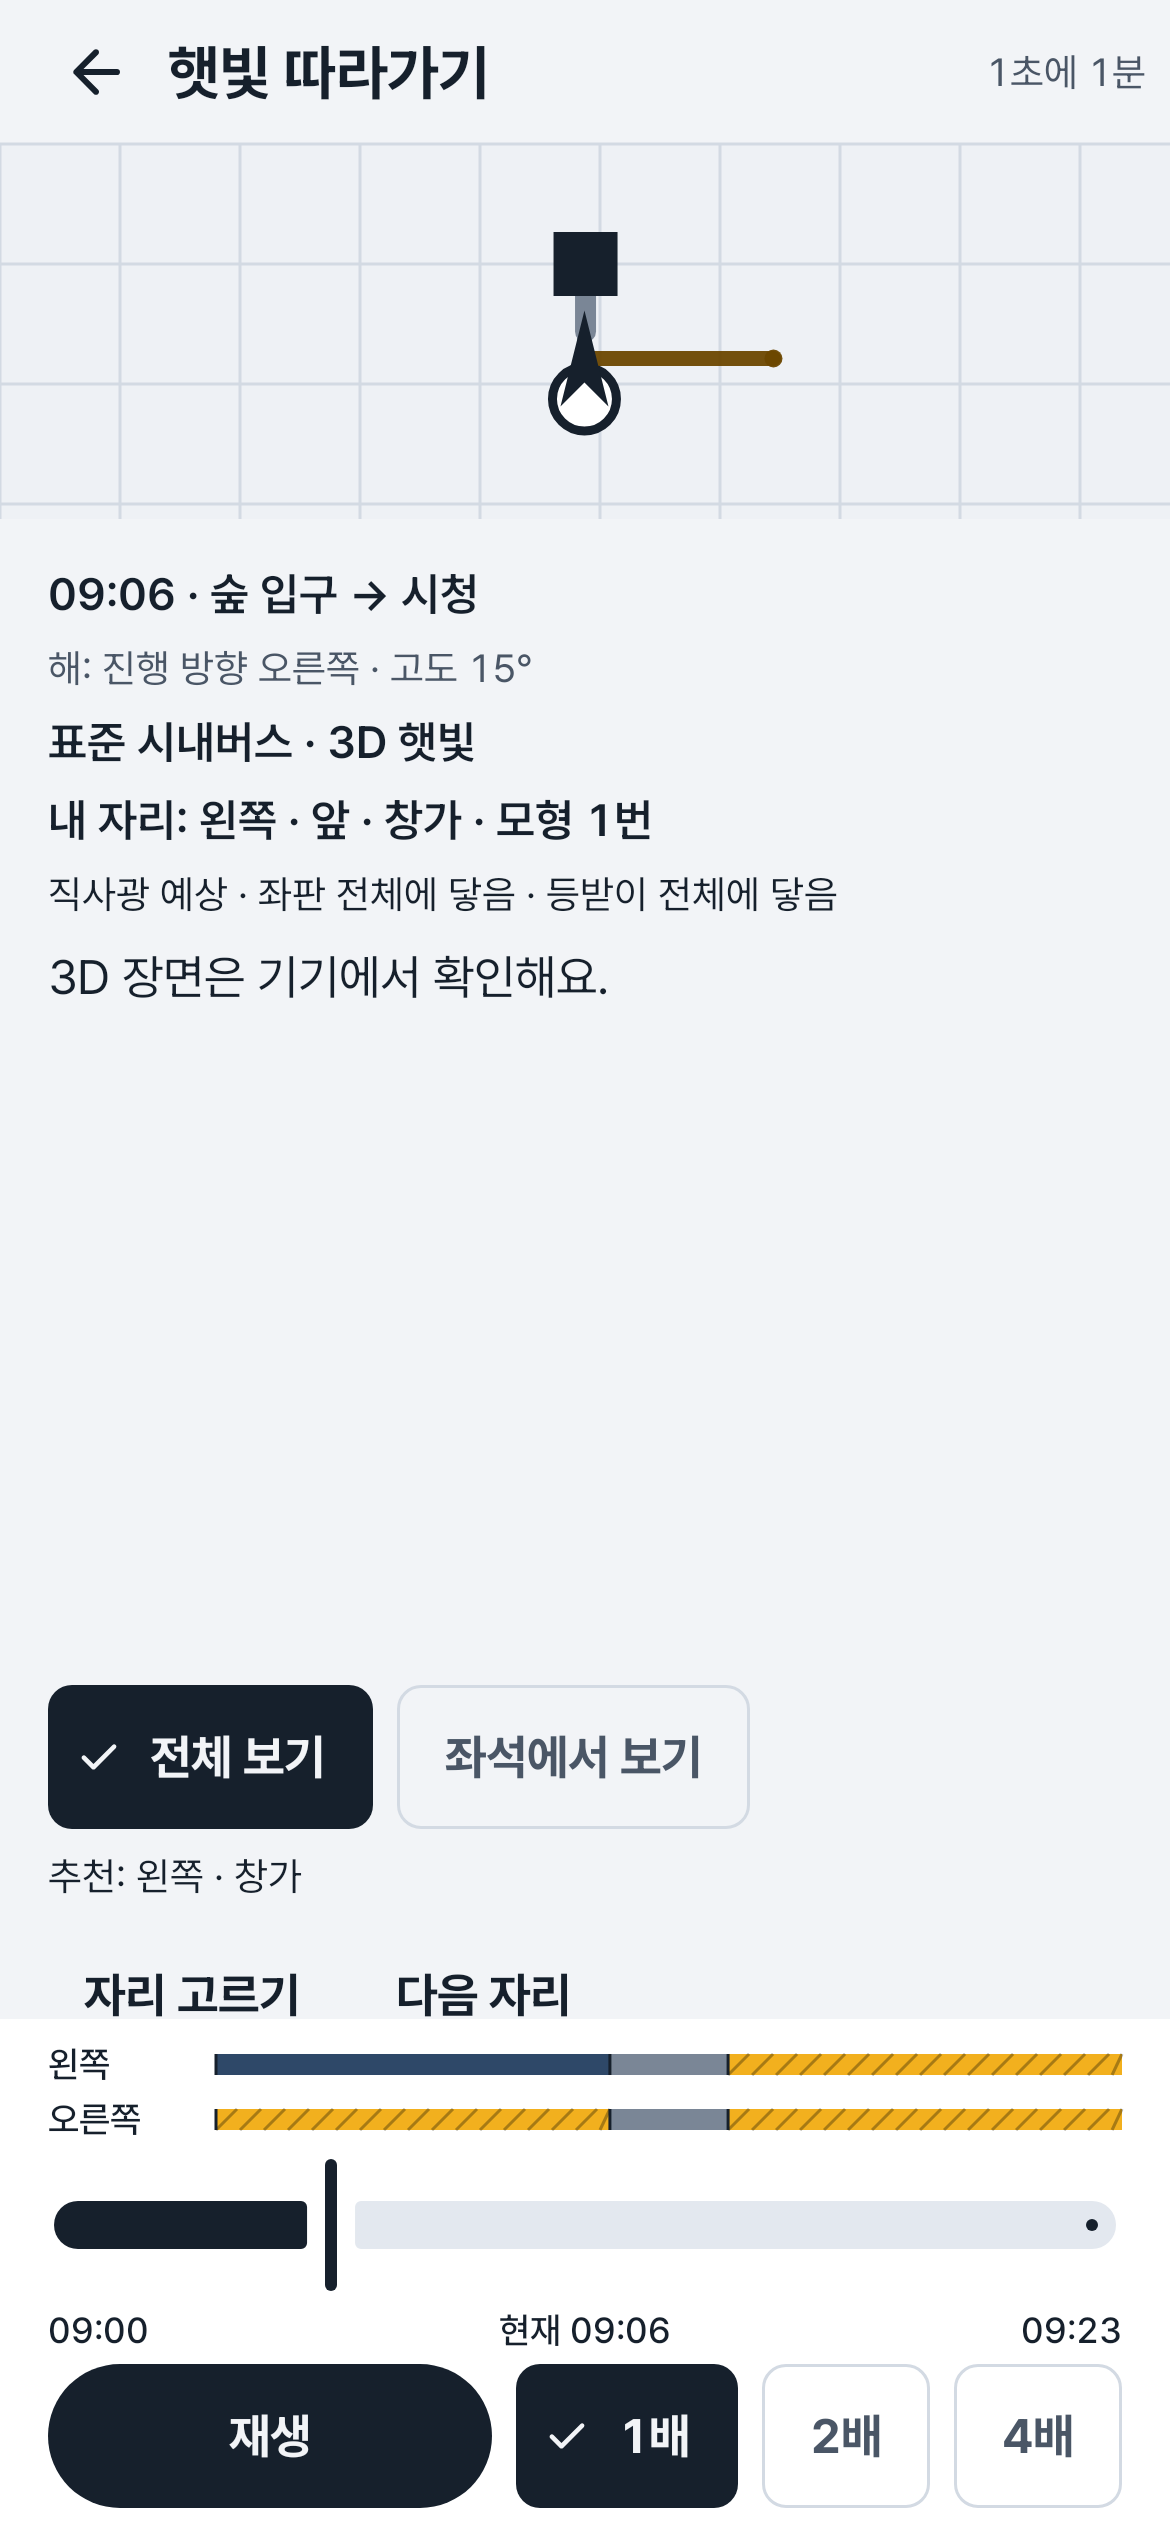 햇빛 따라가기
1초에 1분
09:06 · 숲 입구 → 시청
해: 진행 방향 오른쪽 · 고도 15°
표준 시내버스 · 3D 햇빛
내 자리: 왼쪽 · 앞 · 창가 · 모형 1번
직사광 예상 · 좌판 전체에 닿음 · 등받이 전체에 닿음
3D 장면은 기기에서 확인해요.
전체 보기
좌석에서 보기
추천: 왼쪽 · 창가
자리 고르기
다음 자리
왼쪽
오른쪽
09:00
현재 09:06
09:23
재생
1배
2배
4배